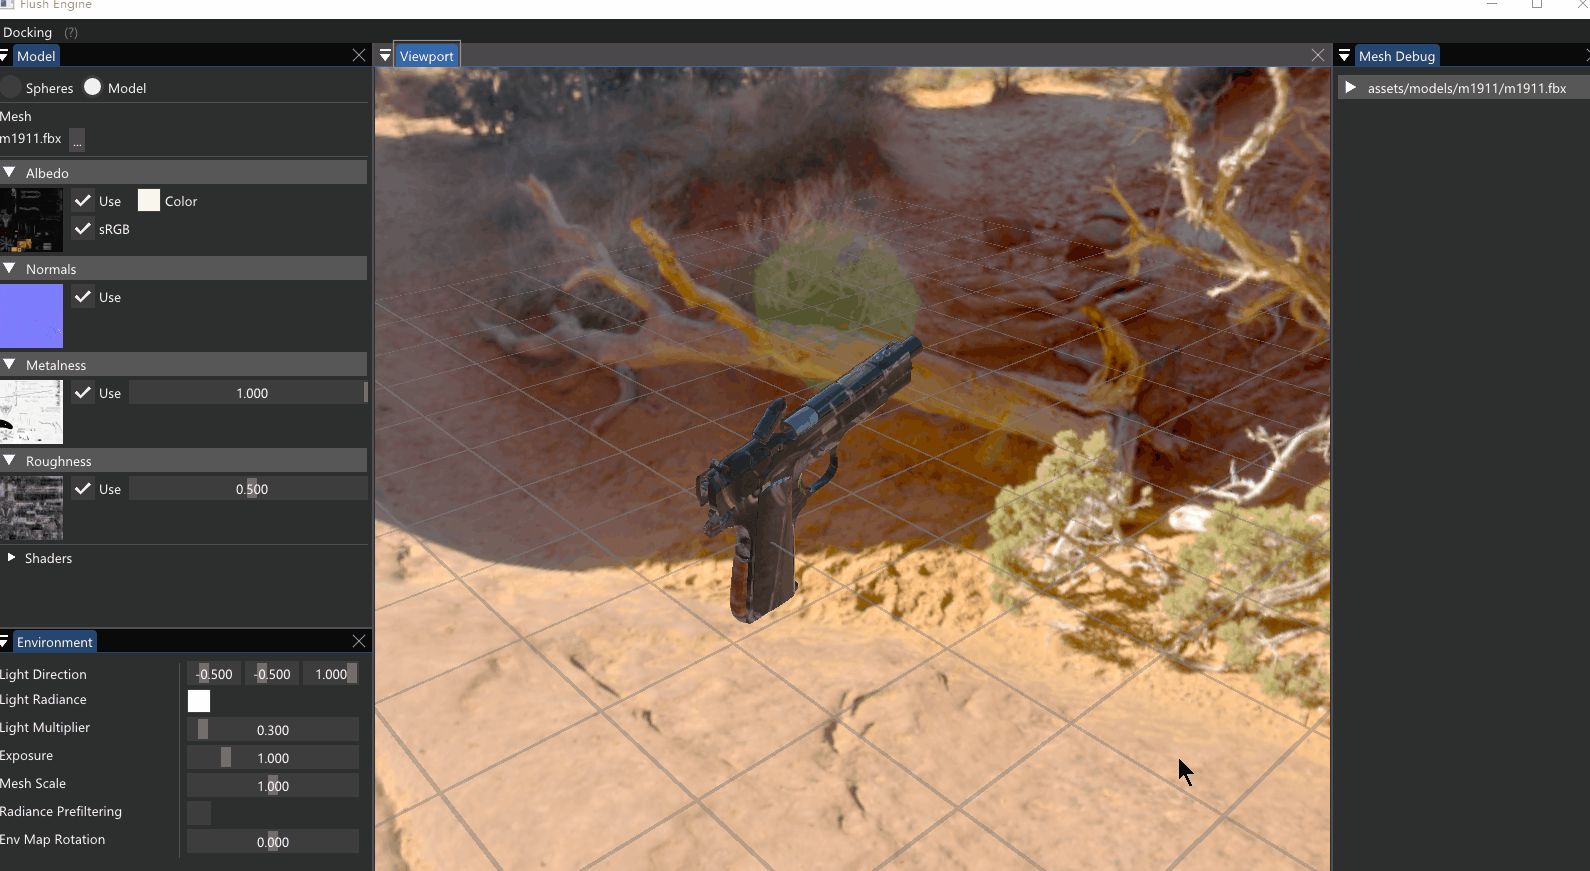 Flush Engine
Docking (?)
Model
Spheres Model
Mesh
m1911.fbx ...
Albedo
Use Color
sRGB
Normals
Use
Metalness
Use 1.000
Roughness
Use 0.500
Shaders
Environment
Light Direction -0.500 -0.500 1.000
Light Radiance
Light Multiplier 0.300
Exposure 1.000
Mesh Scale 1.000
Radiance Prefiltering
Env Map Rotation 0.000
Viewport
Mesh Debug
assets/models/m1911/m1911.fbx